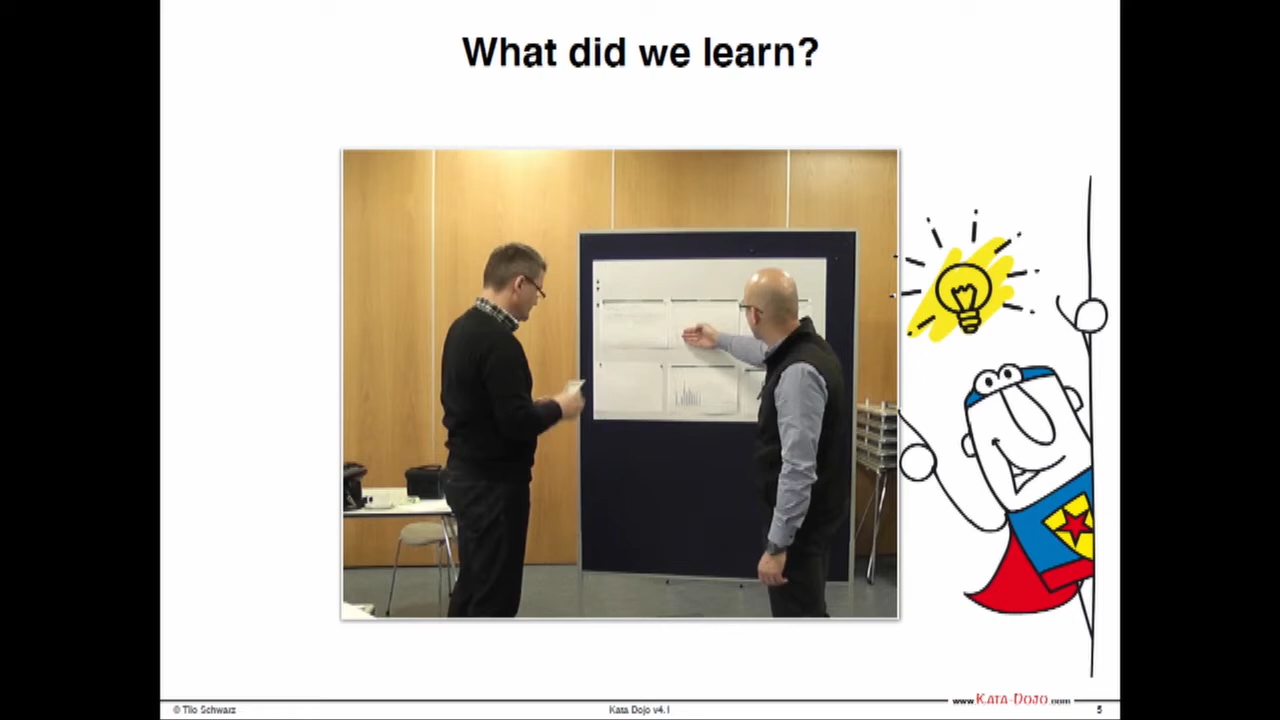 What did we learn?
© Tilo Schwarz
Kata Dojo v4.1
www.KATA-DOJO.com
5